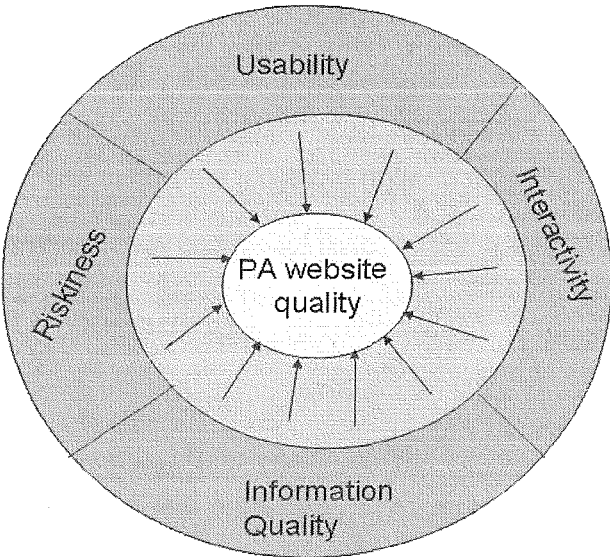 Usability
Interactivity
Riskiness
PA website
quality
Information
Quality